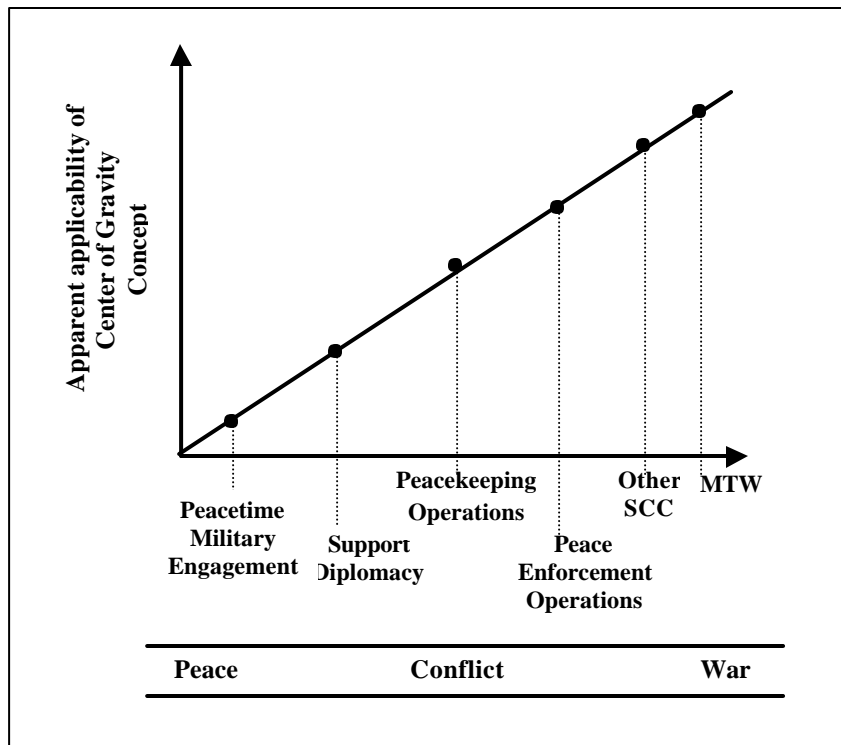 Apparent applicability of
Center of Gravity
Concept
Peacetime
Military
Engagement
Support
Diplomacy
Peacekeeping
Operations
Peace
Enforcement
Operations
Other
SCC
MTW
Peace Conflict War